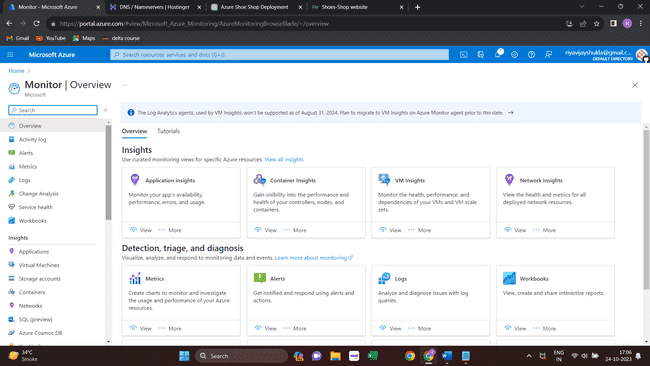 Monitor - Microsoft Azure
DNS / Nameservers | Hostinger
Azure Shoe Shop Deployment
Shoes-Shop website
https://portal.azure.com/#view/Microsoft_Azure_Monitoring/AzureMonitoringBrowseBlade/~/overview
Gmail
YouTube
Maps
delta course
Microsoft Azure
Search resources, services, and docs (G+/)
riyavijayshukla@gmail.c...
DEFAULT DIRECTORY
Home
Monitor | Overview
Microsoft
Search
Overview
Activity log
Alerts
Metrics
Logs
Change Analysis
Service health
Workbooks
Insights
Applications
Virtual Machines
Storage accounts
Containers
Networks
SQL (preview)
Azure Cosmos DB
The Log Analytics agents, used by VM Insights, won't be supported as of August 31, 2024. Plan to migrate to VM Insights on Azure Monitor agent prior to this date.
Overview
Tutorials
Insights
Use curated monitoring views for specific Azure resources. View all insights
Application insights
Monitor your app's availability,
performance, errors, and usage.
View
More
Container Insights
Gain visibility into the performance and
health of your controllers, nodes, and
containers.
View
More
VM Insights
Monitor the health, performance, and
dependencies of your VMs and VM scale
sets.
View
More
Network Insights
View the health and metrics for all
deployed network resources.
View
More
Detection, triage, and diagnosis
Visualize, analyze, and respond to monitoring data and events. Learn more about monitoring
Metrics
Create charts to monitor and investigate
the usage and performance of your Azure
resources.
View
More
Alerts
Get notified and respond using alerts and
actions.
View
More
Logs
Analyze and diagnose issues with log
queries.
View
More
Workbooks
View, create and share interactive reports.
View
More
34°C
Smoke
Search
ENG
IN
17:06
24-10-2023